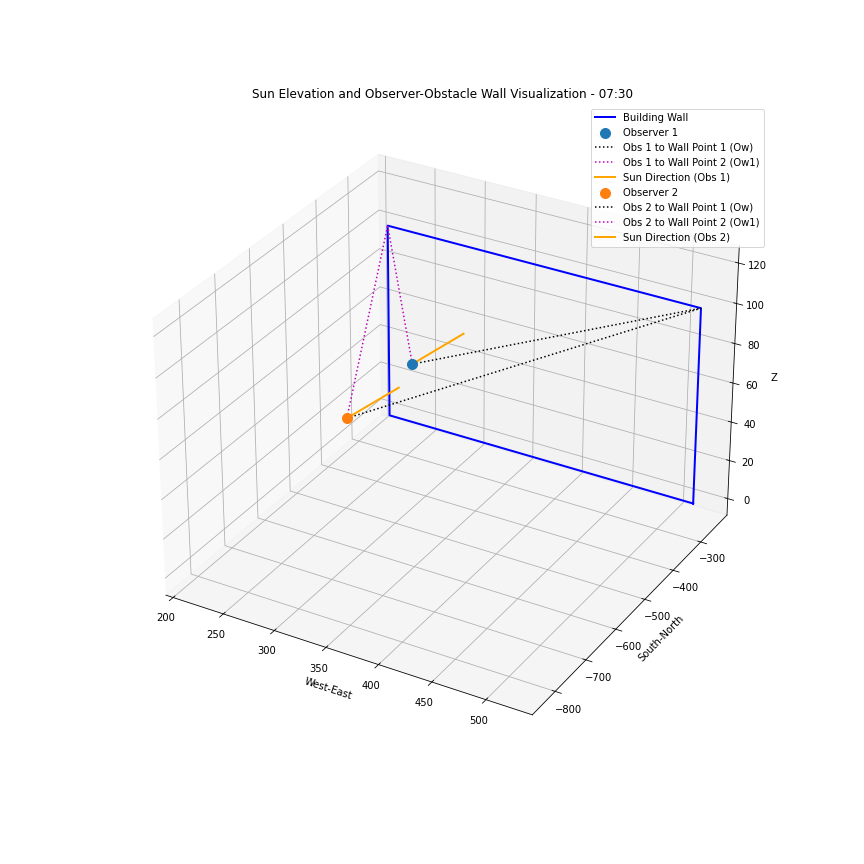 Sun Elevation and Observer-Obstacle Wall Visualization - 07:30
Building Wall
Observer 1
Obs 1 to Wall Point 1 (Ow)
Obs 1 to Wall Point 2 (Ow1)
Sun Direction (Obs 1)
Observer 2
Obs 2 to Wall Point 1 (Ow)
Obs 2 to Wall Point 2 (Ow1)
Sun Direction (Obs 2)
120
100
80
60
40
20
0
Z
−300
−400
−500
−600
−700
−800
South-North
200
250
300
350
400
450
500
West-East